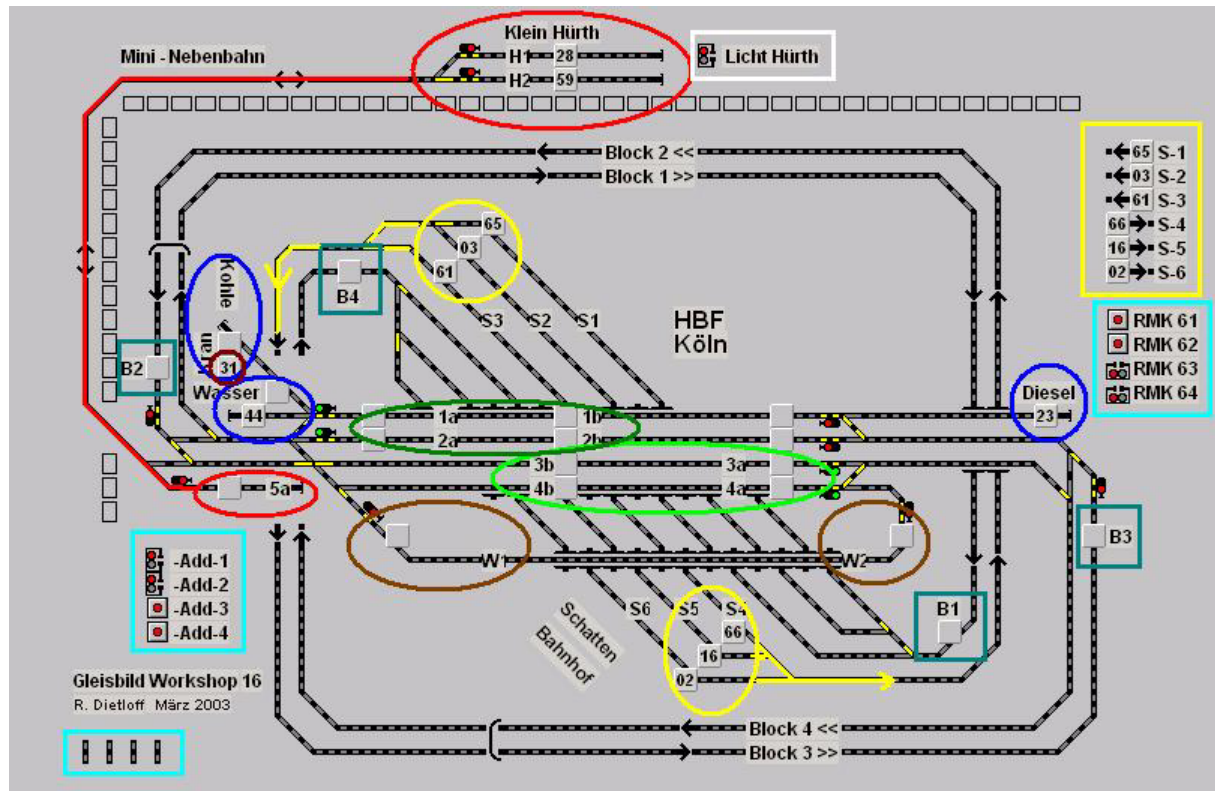 Klein Hürth
H1 28
H2 59
Licht Hürth
Mini - Nebenbahn
Block 2 <<
Block 1 >>
65 S-1
03 S-2
61 S-3
66 S-4
16 S-5
02 S-6
65
03
61
Kohle
B4
S3
S2
S1
HBF
Köln
RMK 61
RMK 62
RMK 63
RMK 64
B2
31
Wasser
44
Diesel
23
1a
1b
2a
2b
3b
3a
4b
4a
5a
B3
W1
W2
-Add-1
-Add-2
-Add-3
-Add-4
S6
S5
S4
B1
Schatten
Bahnhof
66
16
02
Gleisbild Workshop 16
R. Dietloff März 2003
Block 4 <<
Block 3 >>